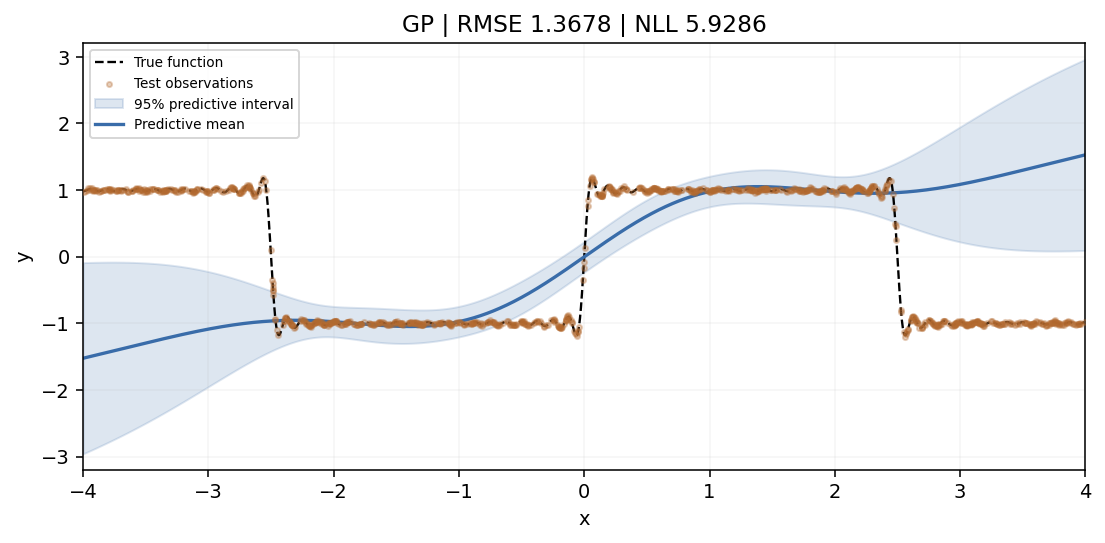 GP | RMSE 1.3678 | NLL 5.9286
True function
Test observations
95% predictive interval
Predictive mean
y
3
2
1
0
−1
−2
−3
−4 −3 −2 −1 0 1 2 3 4
x